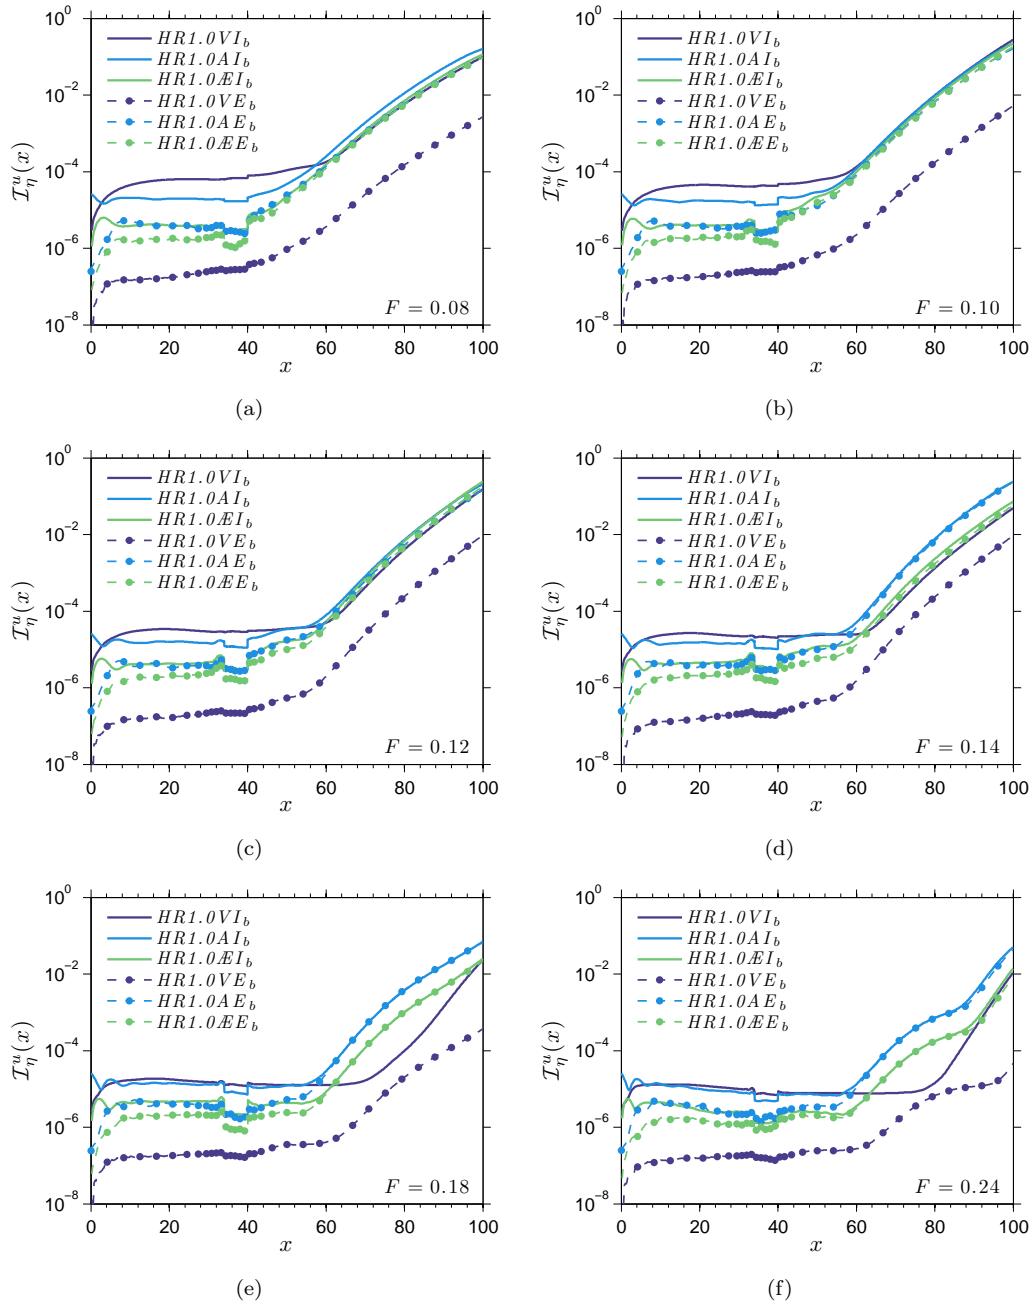 10^0
10^−2
10^−4
10^−6
10^−8
I_η^u(x)
HR1.0VI_b
HR1.0AI_b
HR1.0ÆI_b
HR1.0VE_b
HR1.0AE_b
HR1.0ÆE_b
F = 0.08
0 20 40 60 80 100
x
(a)
10^0
10^−2
10^−4
10^−6
10^−8
I_η^u(x)
HR1.0VI_b
HR1.0AI_b
HR1.0ÆI_b
HR1.0VE_b
HR1.0AE_b
HR1.0ÆE_b
F = 0.10
0 20 40 60 80 100
x
(b)
10^0
10^−2
10^−4
10^−6
10^−8
I_η^u(x)
HR1.0VI_b
HR1.0AI_b
HR1.0ÆI_b
HR1.0VE_b
HR1.0AE_b
HR1.0ÆE_b
F = 0.12
0 20 40 60 80 100
x
(c)
10^0
10^−2
10^−4
10^−6
10^−8
I_η^u(x)
HR1.0VI_b
HR1.0AI_b
HR1.0ÆI_b
HR1.0VE_b
HR1.0AE_b
HR1.0ÆE_b
F = 0.14
0 20 40 60 80 100
x
(d)
10^0
10^−2
10^−4
10^−6
10^−8
I_η^u(x)
HR1.0VI_b
HR1.0AI_b
HR1.0ÆI_b
HR1.0VE_b
HR1.0AE_b
HR1.0ÆE_b
F = 0.18
0 20 40 60 80 100
x
(e)
10^0
10^−2
10^−4
10^−6
10^−8
I_η^u(x)
HR1.0VI_b
HR1.0AI_b
HR1.0ÆI_b
HR1.0VE_b
HR1.0AE_b
HR1.0ÆE_b
F = 0.24
0 20 40 60 80 100
x
(f)